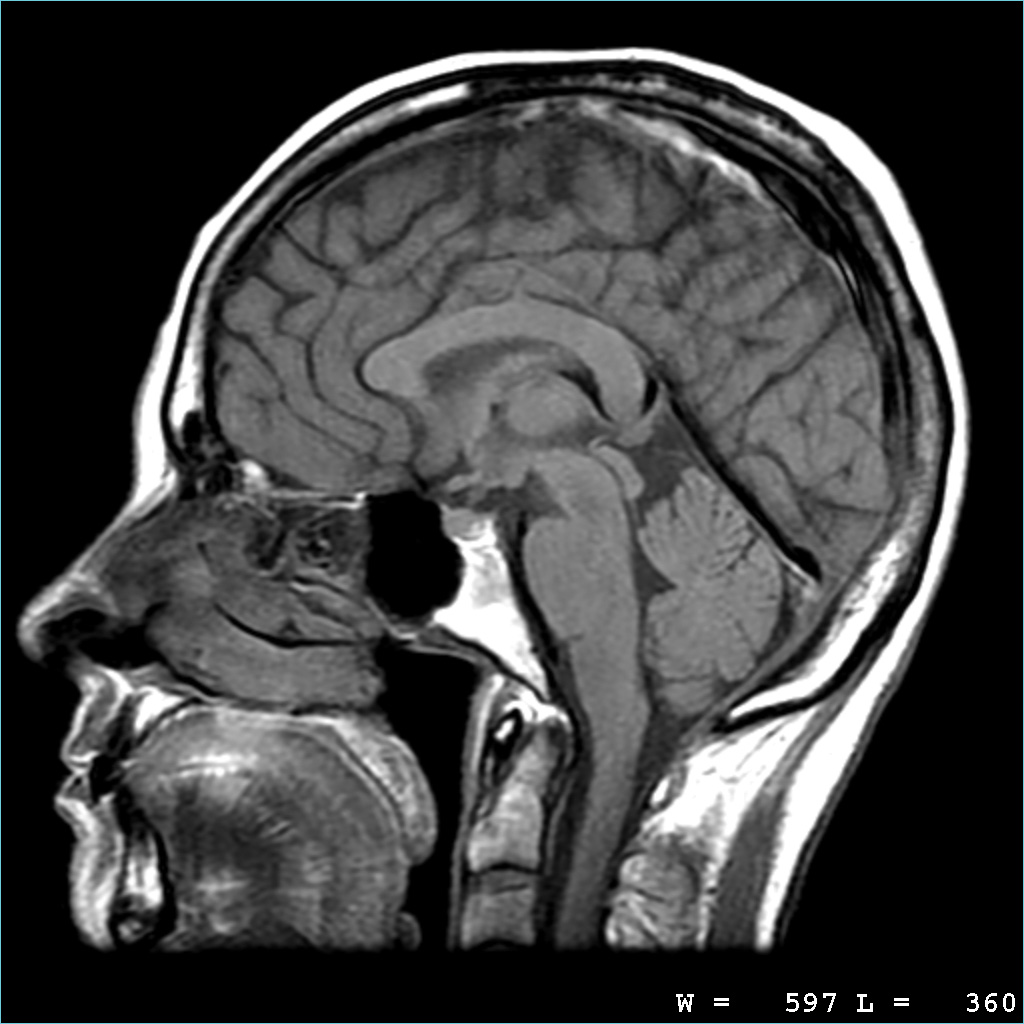 W = 597 L = 360